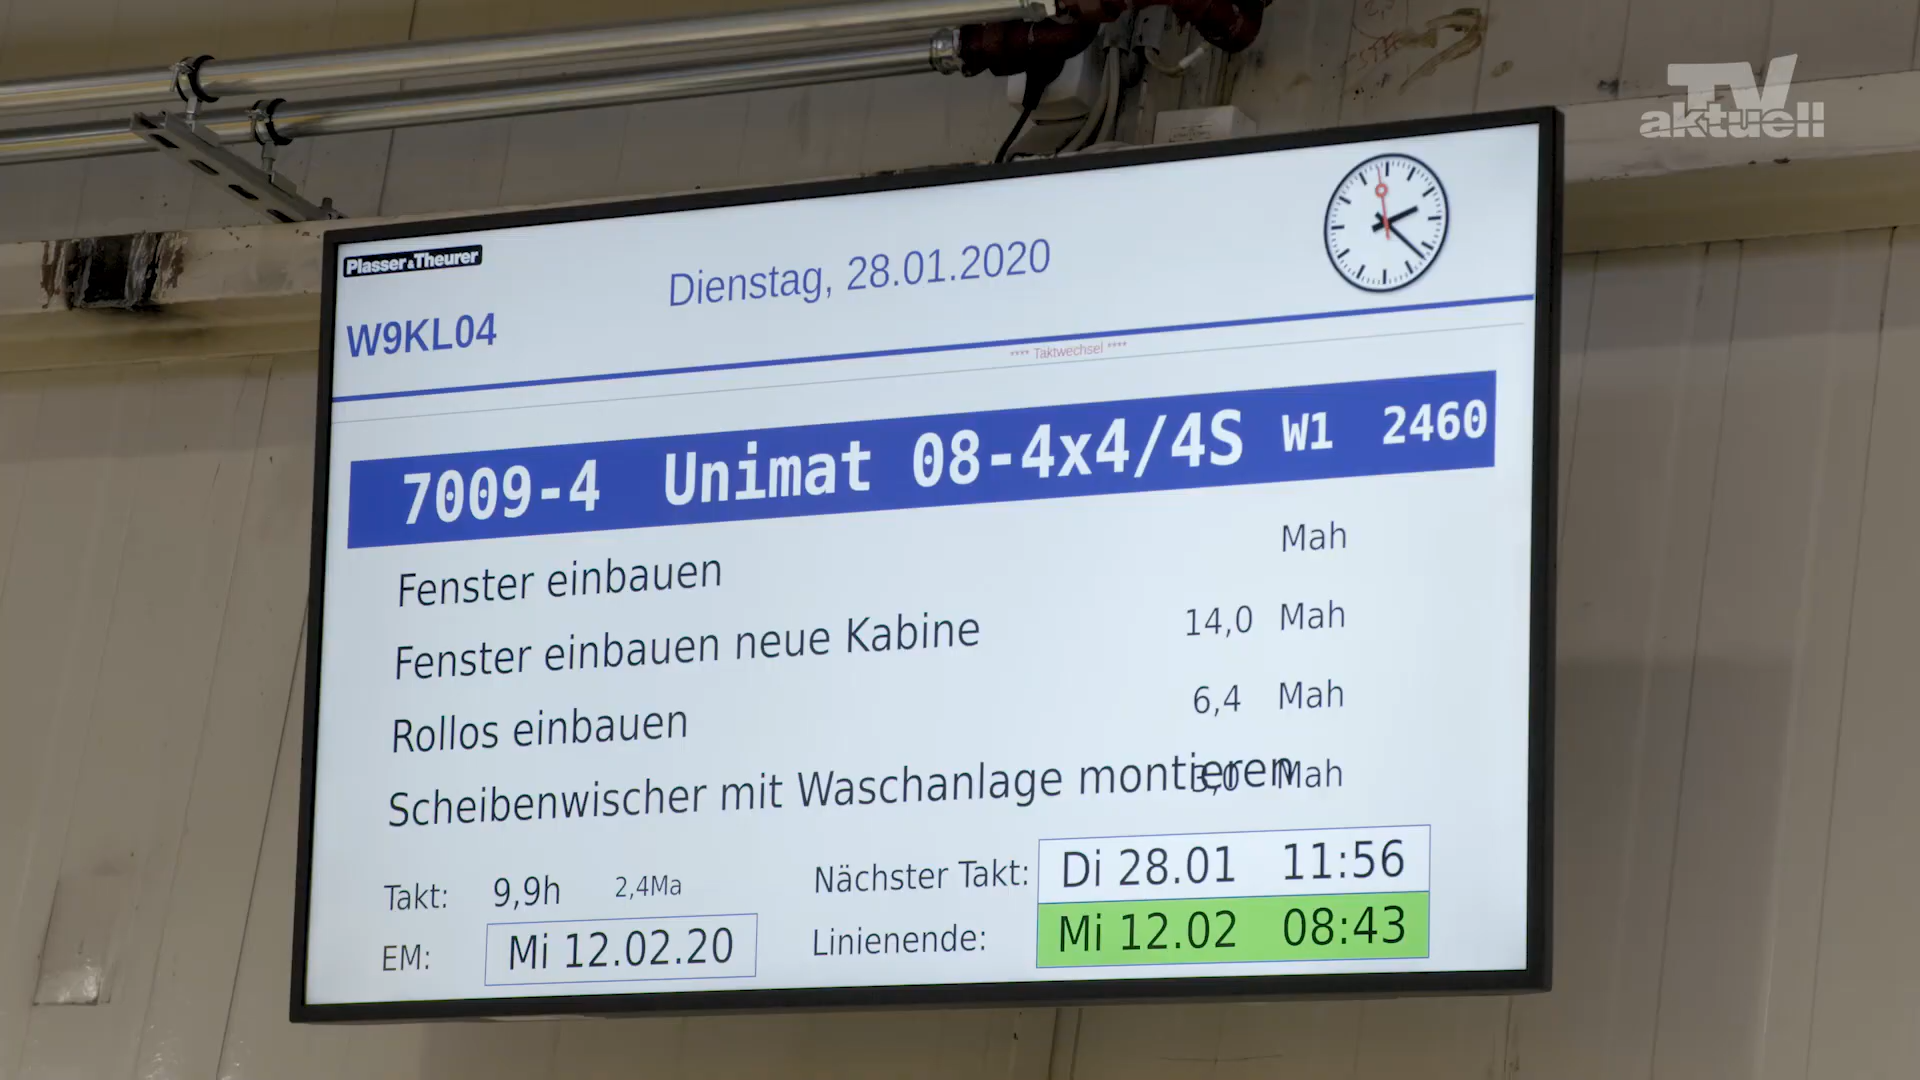 TV
aktuell
Plasser&Theurer
Dienstag, 28.01.2020
W9KL04
**** Taktwechsel ****
7009-4 Unimat 08-4x4/4S W1 2460
Fenster einbauen Mah
Fenster einbauen neue Kabine 14,0 Mah
Rollos einbauen 6,4 Mah
Scheibenwischer mit Waschanlage montieren 3,0 Mah
Takt: 9,9h 2,4Ma Nächster Takt: Di 28.01 11:56
EM: Mi 12.02.20 Linienende: Mi 12.02 08:43